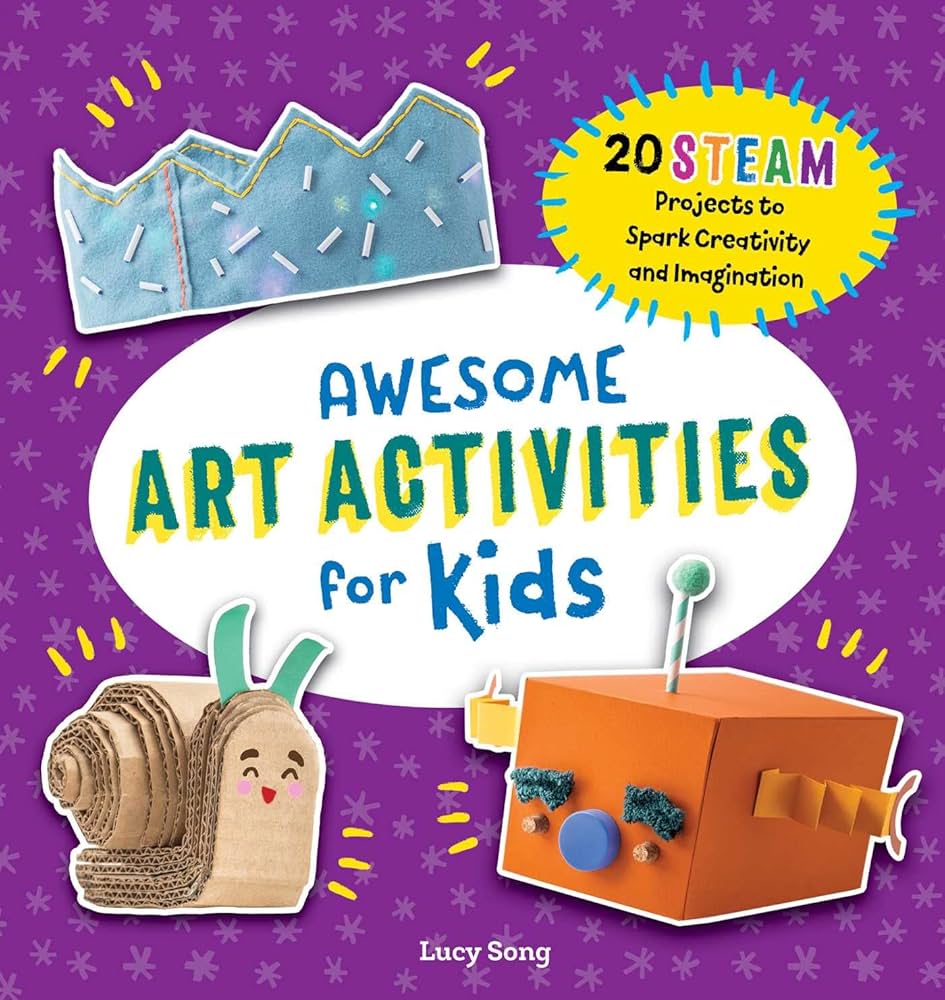 20 STEAM
Projects to
Spark Creativity
and Imagination
AWESOME
ART ACTIVITIES
for Kids
Lucy Song